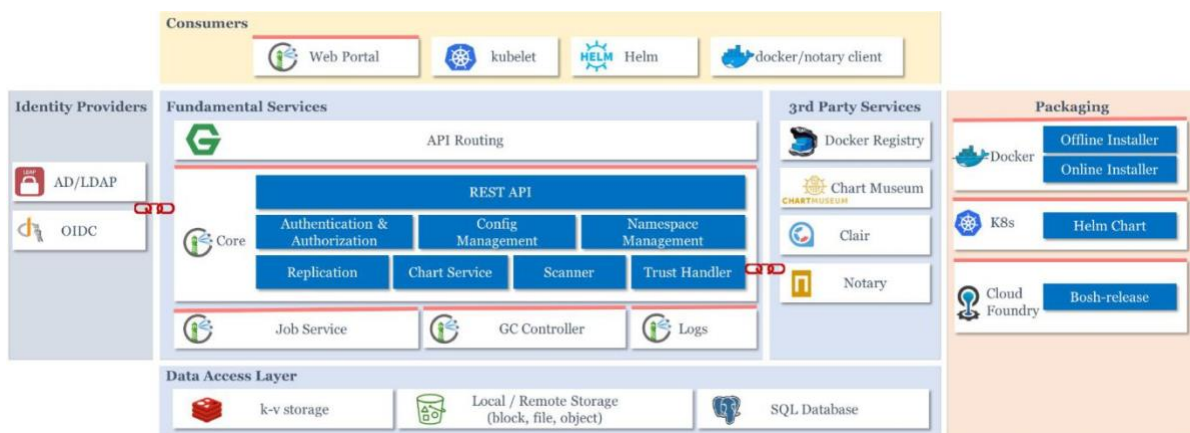 Consumers
Web Portal
kubelet
HELM
Helm
docker/notary client
Identity Providers
LDAP
AD/LDAP
OIDC
Fundamental Services
API Routing
Core
REST API
Authentication &
Authorization
Config
Management
Namespace
Management
Replication
Chart Service
Scanner
Trust Handler
Job Service
GC Controller
Logs
3rd Party Services
Docker Registry
Chart Museum
CHARTMUSEUM
Clair
Notary
Packaging
Docker
Offline Installer
Online Installer
K8s
Helm Chart
Cloud
Foundry
Bosh-release
Data Access Layer
k-v storage
Local / Remote Storage
(block, file, object)
SQL Database